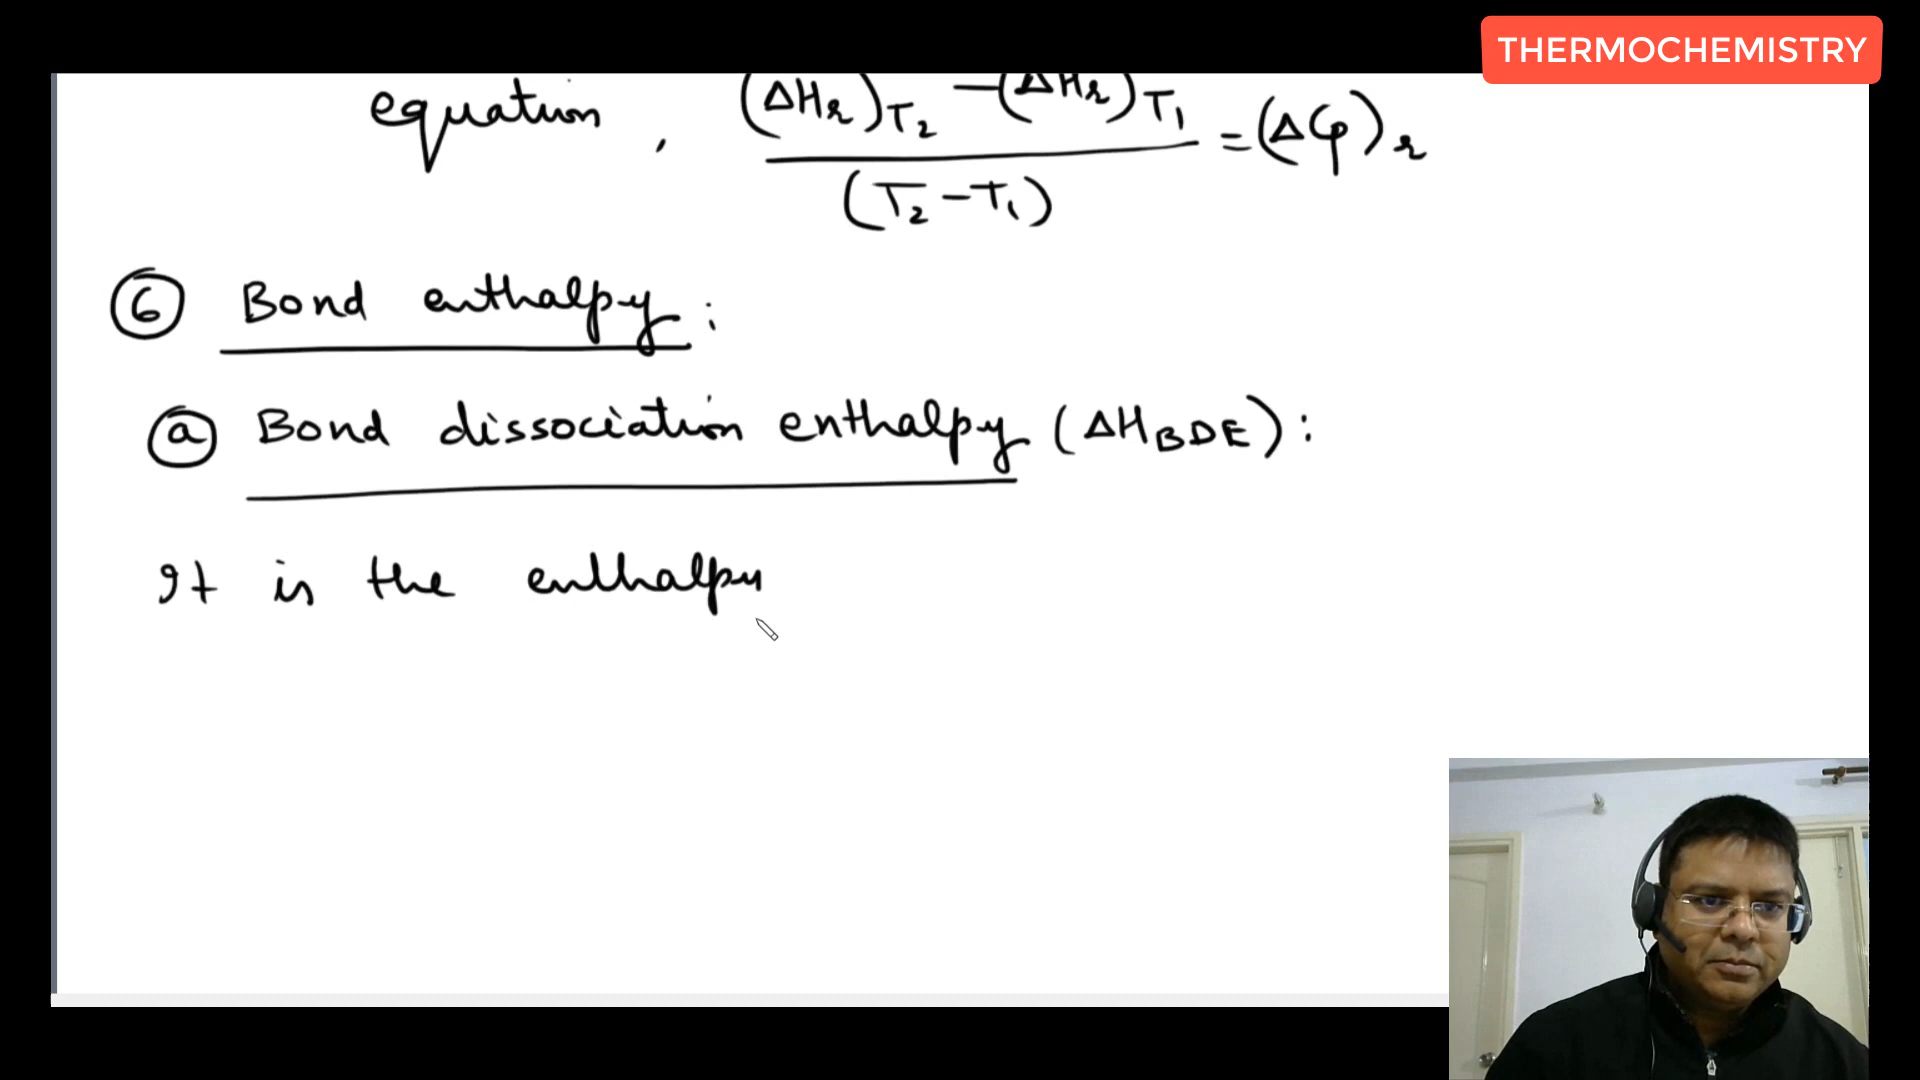 THERMOCHEMISTRY
equation, (ΔHr)T2 − (ΔHr)T1 / (T2 − T1) = (ΔCp)r
⑥ Bond enthalpy :
ⓐ Bond dissociation enthalpy (ΔHBDE) :
It is the enthalpy